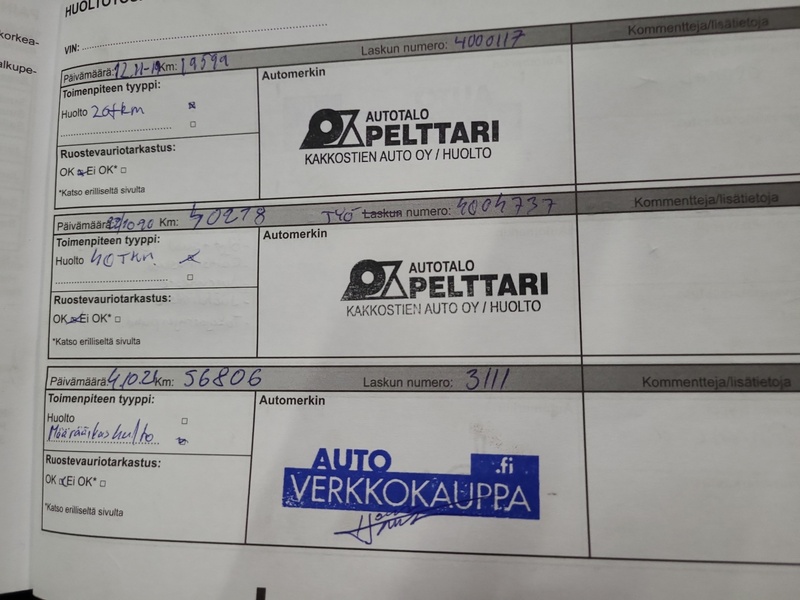 VIN:
korkea-
alkupe-
Päivämäärä: 12.11-19 Km: 19599 Laskun numero: 4000117 Kommentteja/lisätietoja
Toimenpiteen tyyppi:
Huolto 20tkm
Ruostevauriotarkastus:
OK Ei OK*
*Katso erilliseltä sivulta
Automerkin
AUTOTALO
PELTTARI
KAKKOSTIEN AUTO OY / HUOLTO
Päivämäärä: Km: 40278 TYÖ Laskun numero: 4004737 Kommentteja/lisätietoja
Toimenpiteen tyyppi:
Huolto 40TKM
Ruostevauriotarkastus:
OK Ei OK*
*Katso erilliseltä sivulta
Automerkin
AUTOTALO
PELTTARI
KAKKOSTIEN AUTO OY / HUOLTO
Päivämäärä: 4.10.21 Km: 56806 Laskun numero: 3111 Kommentteja/lisätietoja
Toimenpiteen tyyppi:
Huolto
Määräaikashuolto
Ruostevauriotarkastus:
OK Ei OK*
*Katso erilliseltä sivulta
Automerkin
AUTO .fi
VERKKOKAUPPA